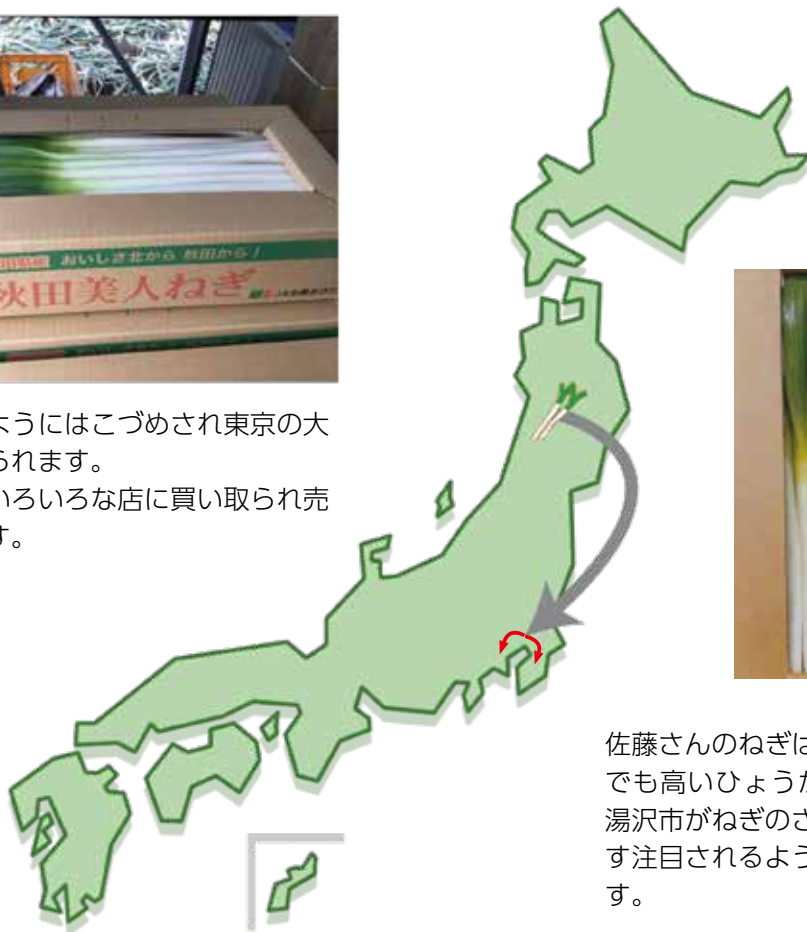 おいしさ北から 秋田から！
秋田美人ねぎ
ようにはこづめされ東京の大
られます。
いろいろな店に買い取られ売
す。
佐藤さんのねぎは
でも高いひょうか
湯沢市がねぎのさ
す注目されるよう
す。